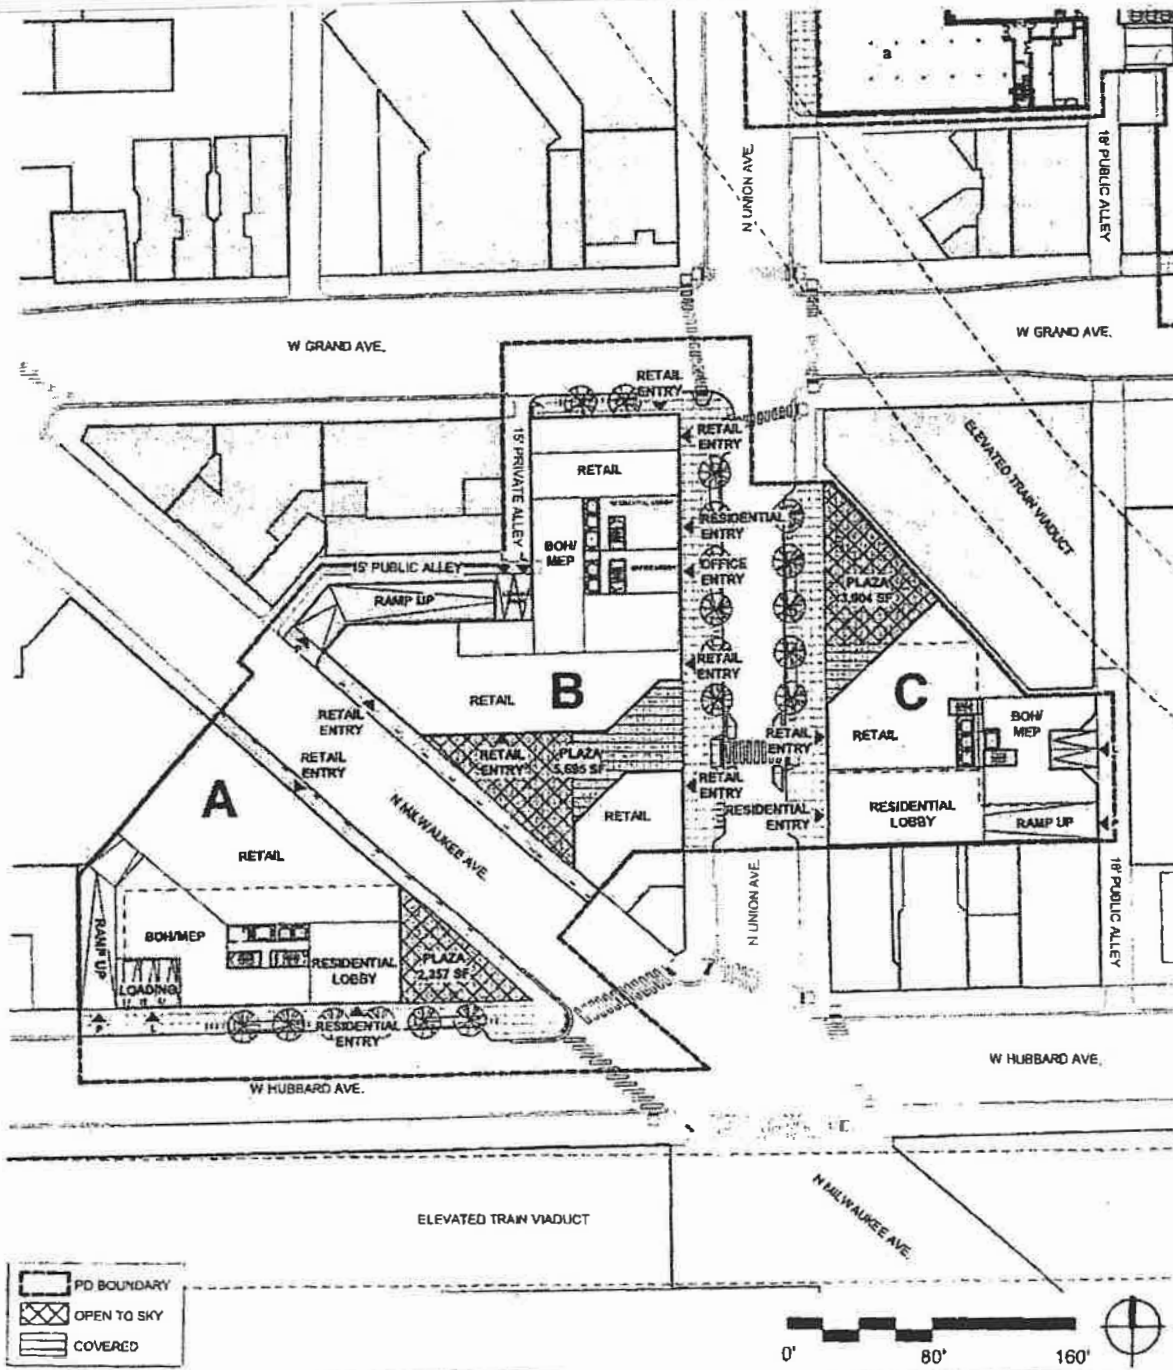 a
N UNION AVE.
18' PUBLIC ALLEY
W GRAND AVE.
W GRAND AVE.
RETAIL
ENTRY
RETAIL
ENTRY
15' PRIVATE ALLEY
RETAIL
ELEVATED TRAIN VIADUCT
RESIDENTIAL
ENTRY
BOH/
MEP
OFFICE
ENTRY
15' PUBLIC ALLEY
RAMP UP
PLAZA
3,904 SF
RETAIL
ENTRY
B
C
RETAIL
RETAIL
ENTRY
BOH/
MEP
RETAIL
ENTRY
RETAIL
RETAIL
ENTRY
RETAIL
ENTRY
PLAZA
5,695 SF
RETAIL
ENTRY
A
N MILWAUKEE AVE.
RETAIL
RESIDENTIAL
ENTRY
RESIDENTIAL
LOBBY
RAMP UP
RETAIL
N UNION AVE.
18' PUBLIC ALLEY
RAMP UP
BOH/MEP
RESIDENTIAL
LOBBY
PLAZA
2,357 SF
LOADING
P
L
RESIDENTIAL
ENTRY
W HUBBARD AVE.
W HUBBARD AVE.
ELEVATED TRAIN VIADUCT
N MILWAUKEE AVE.
PD BOUNDARY
OPEN TO SKY
COVERED
0'
80'
160'